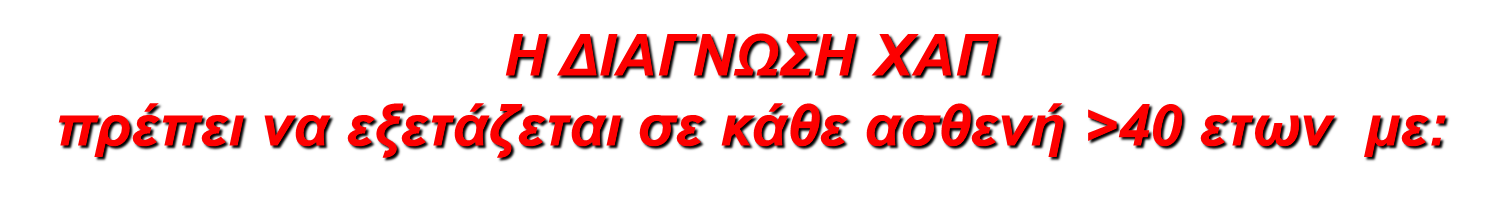 Η ΔΙΑΓΝΩΣΗ ΧΑΠ
πρέπει να εξετάζεται σε κάθε ασθενή >40 ετων με: